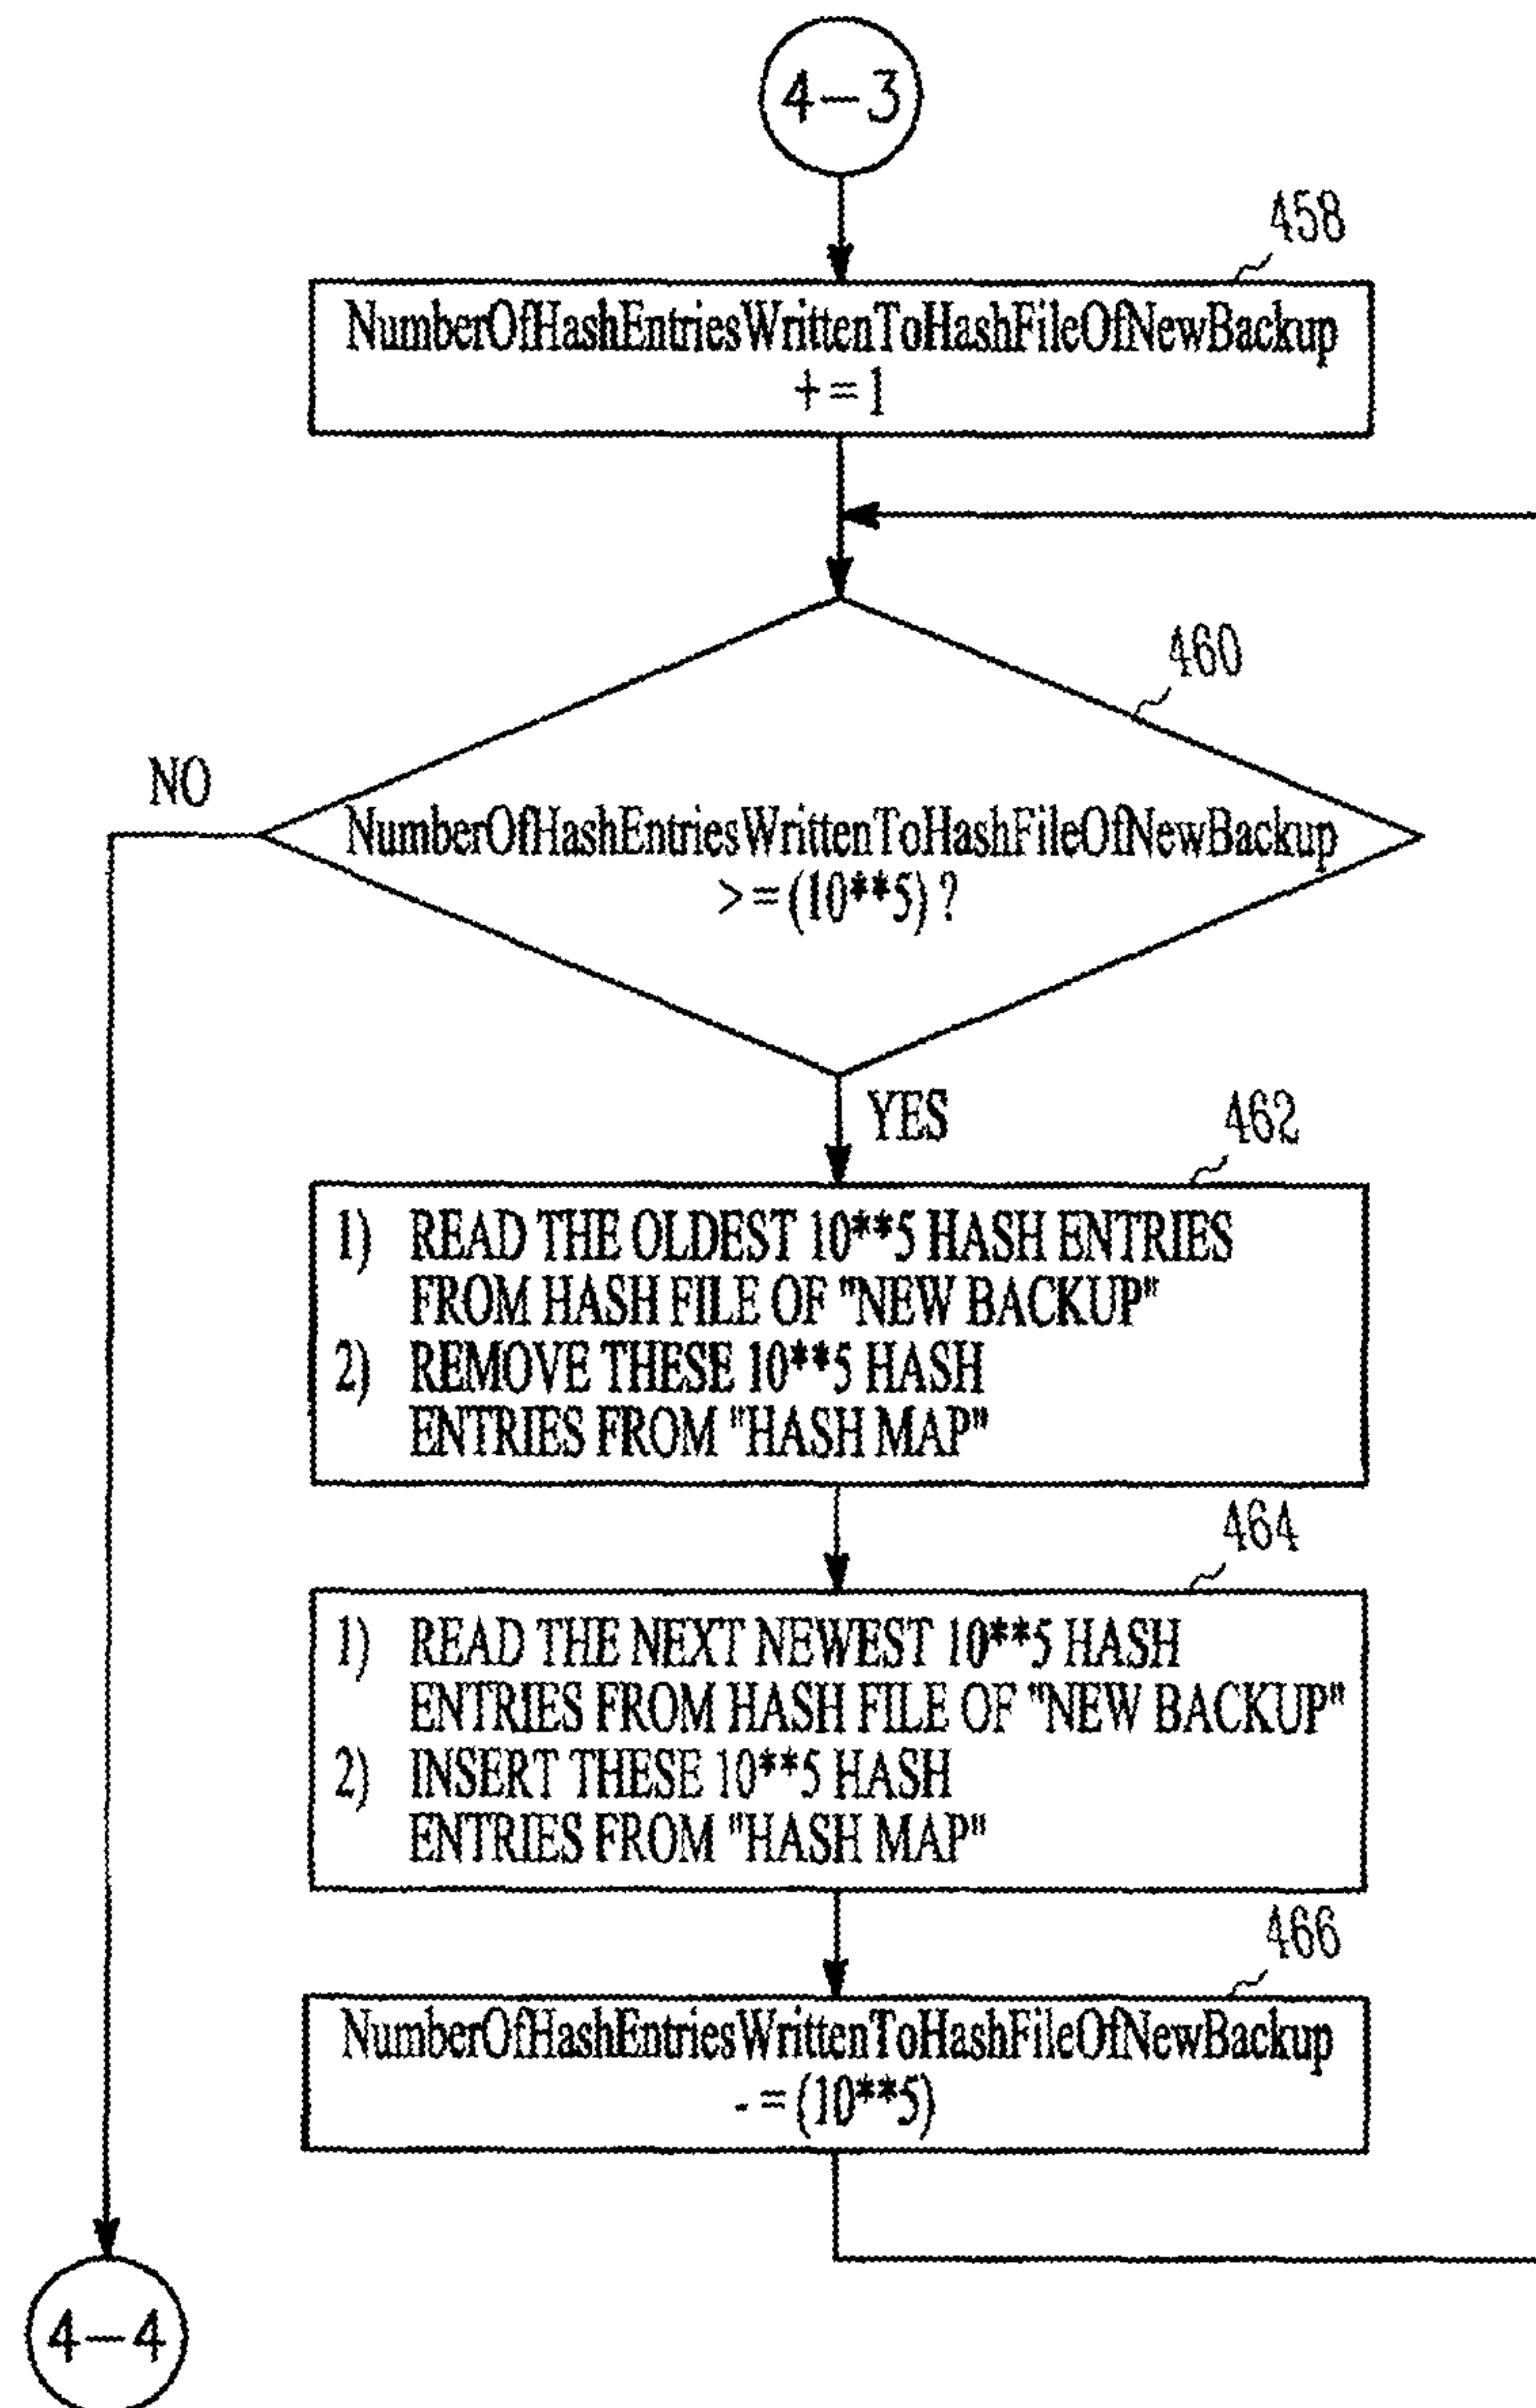 4-3
458
NumberOfHashEntriesWrittenToHashFileOfNewBackup
+=1
460
NO
NumberOfHashEntriesWrittenToHashFileOfNewBackup
>=(10**5)?
YES
462
1) READ THE OLDEST 10**5 HASH ENTRIES
FROM HASH FILE OF "NEW BACKUP"
2) REMOVE THESE 10**5 HASH
ENTRIES FROM "HASH MAP"
464
1) READ THE NEXT NEWEST 10**5 HASH
ENTRIES FROM HASH FILE OF "NEW BACKUP"
2) INSERT THESE 10**5 HASH
ENTRIES FROM "HASH MAP"
466
NumberOfHashEntriesWrittenToHashFileOfNewBackup
-=(10**5)
4-4